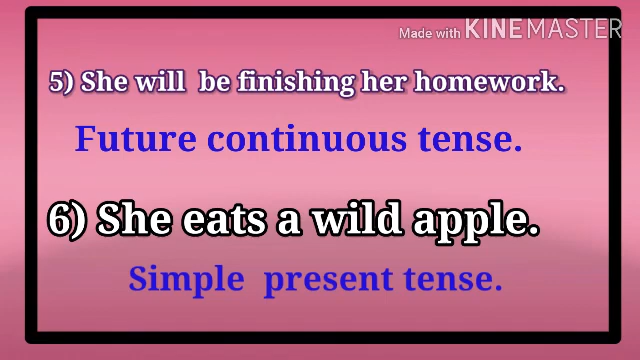 Made with KINEMASTER
5) She will be finishing her homework.
Future continuous tense.
6) She eats a wild apple.
Simple present tense.